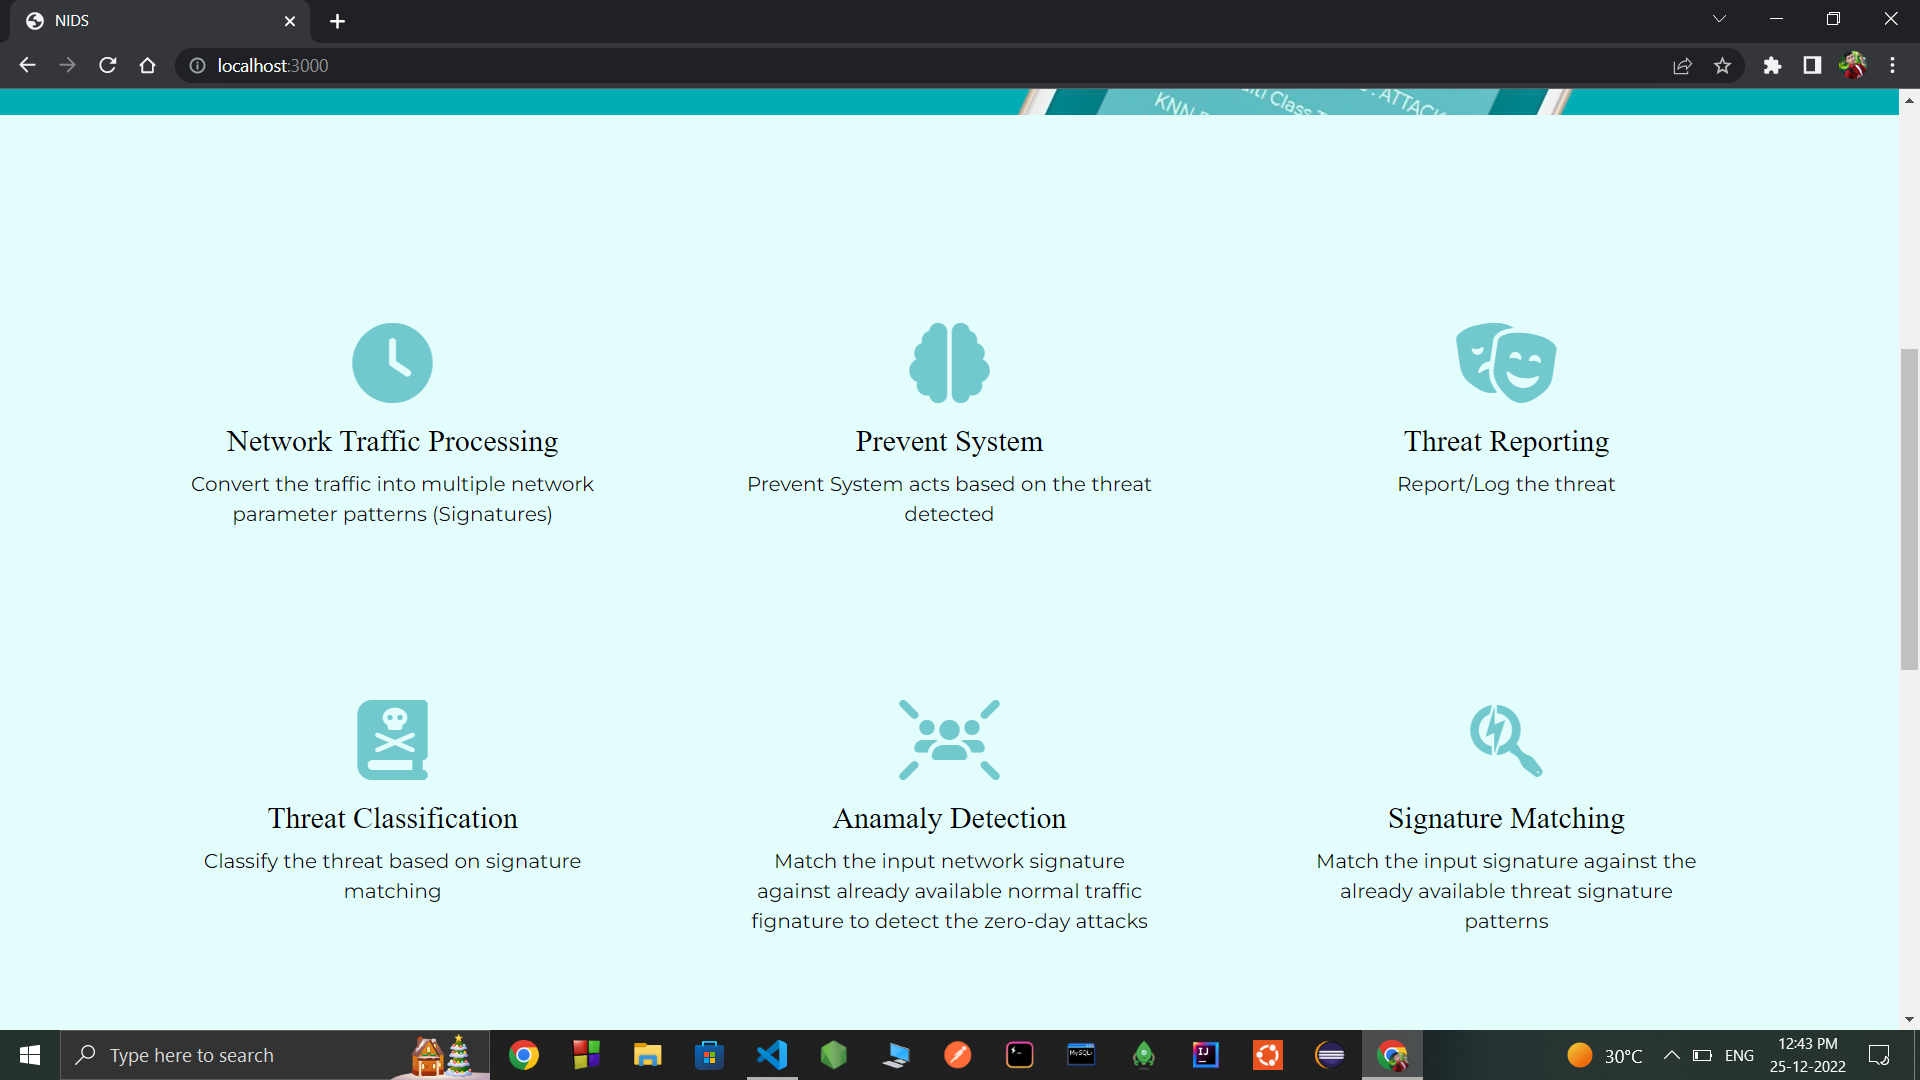 NIDS
localhost:3000
KNN
Class
: ATTACK
Network Traffic Processing
Convert the traffic into multiple network
parameter patterns (Signatures)
Prevent System
Prevent System acts based on the threat
detected
Threat Reporting
Report/Log the threat
Threat Classification
Classify the threat based on signature
matching
Anamaly Detection
Match the input network signature
against already available normal traffic
fignature to detect the zero-day attacks
Signature Matching
Match the input signature against the
already available threat signature
patterns
Type here to search
MySQL
IJ
30°C
ENG
12:43 PM
25-12-2022